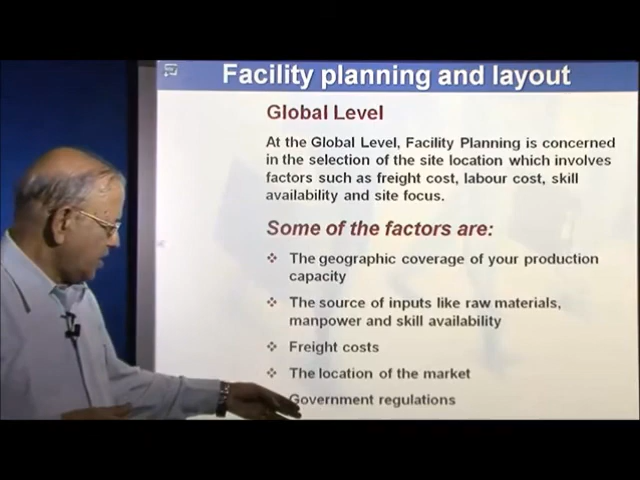 Facility planning and layout
Global Level
At the Global Level, Facility Planning is concerned
in the selection of the site location which involves
factors such as freight cost, labour cost, skill
availability and site focus.
Some of the factors are:
The geographic coverage of your production
capacity
The source of inputs like raw materials,
manpower and skill availability
Freight costs
The location of the market
Government regulations